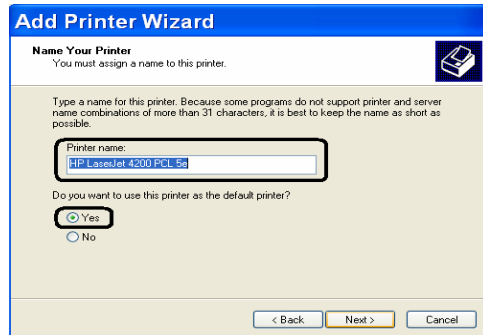 Add Printer Wizard
Name Your Printer
You must assign a name to this printer.
Type a name for this printer. Because some programs do not support printer and server
name combinations of more than 31 characters, it is best to keep the name as short as
possible.
Printer name:
HP LaserJet 4200 PCL 5e
Do you want to use this printer as the default printer?
Yes
No
< Back Next > Cancel